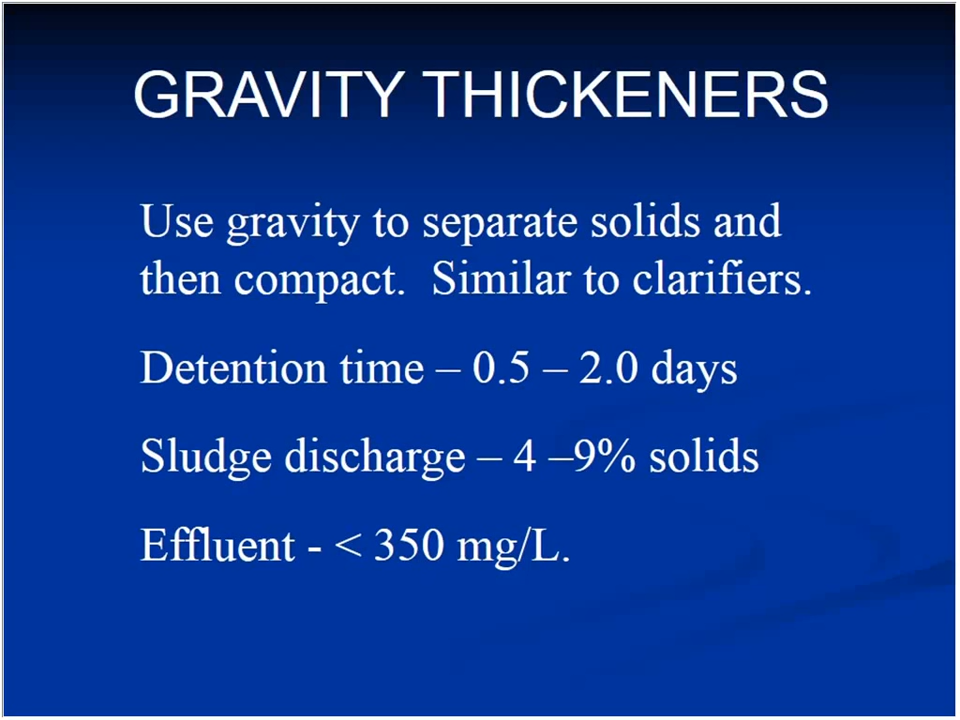 GRAVITY THICKENERS
Use gravity to separate solids and
then compact.  Similar to clarifiers.
Detention time – 0.5 – 2.0 days
Sludge discharge – 4 –9% solids
Effluent - < 350 mg/L.